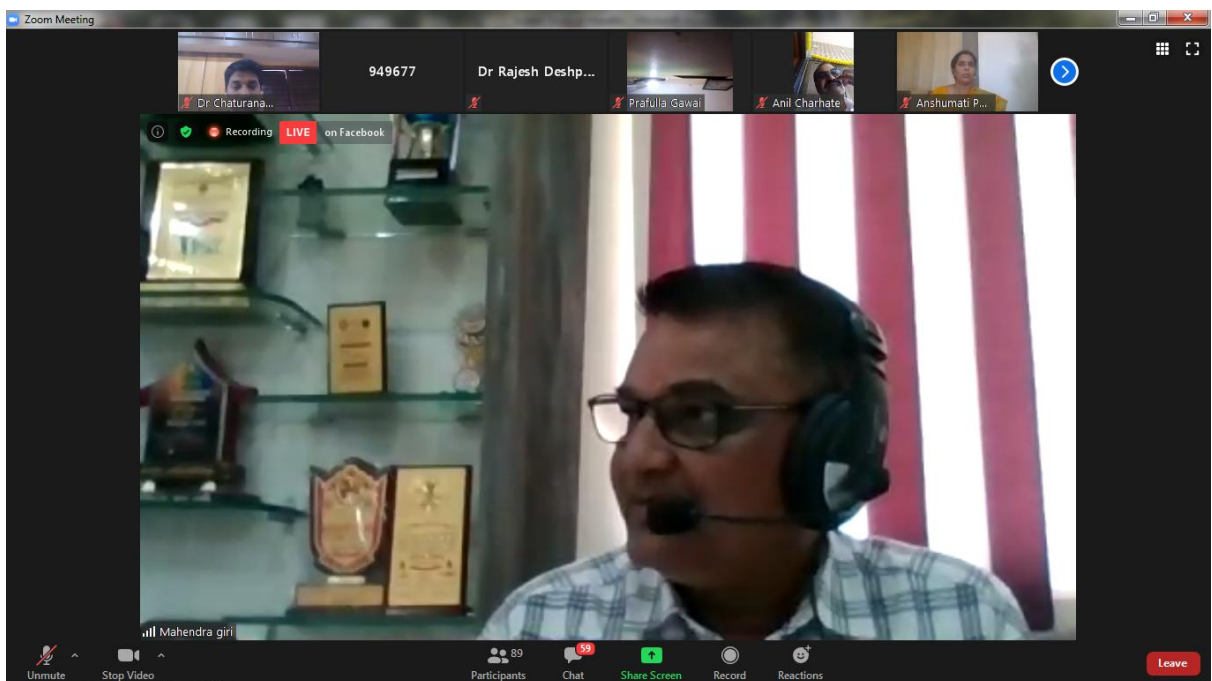 Zoom Meeting
Dr Chaturana...
949677
Dr Rajesh Deshp...
Prafulla Gawai
Anil Charhate
Anshumati P...
Recording LIVE on Facebook
Mahendra giri
89
59
Unmute Stop Video Participants Chat Share Screen Record Reactions Leave